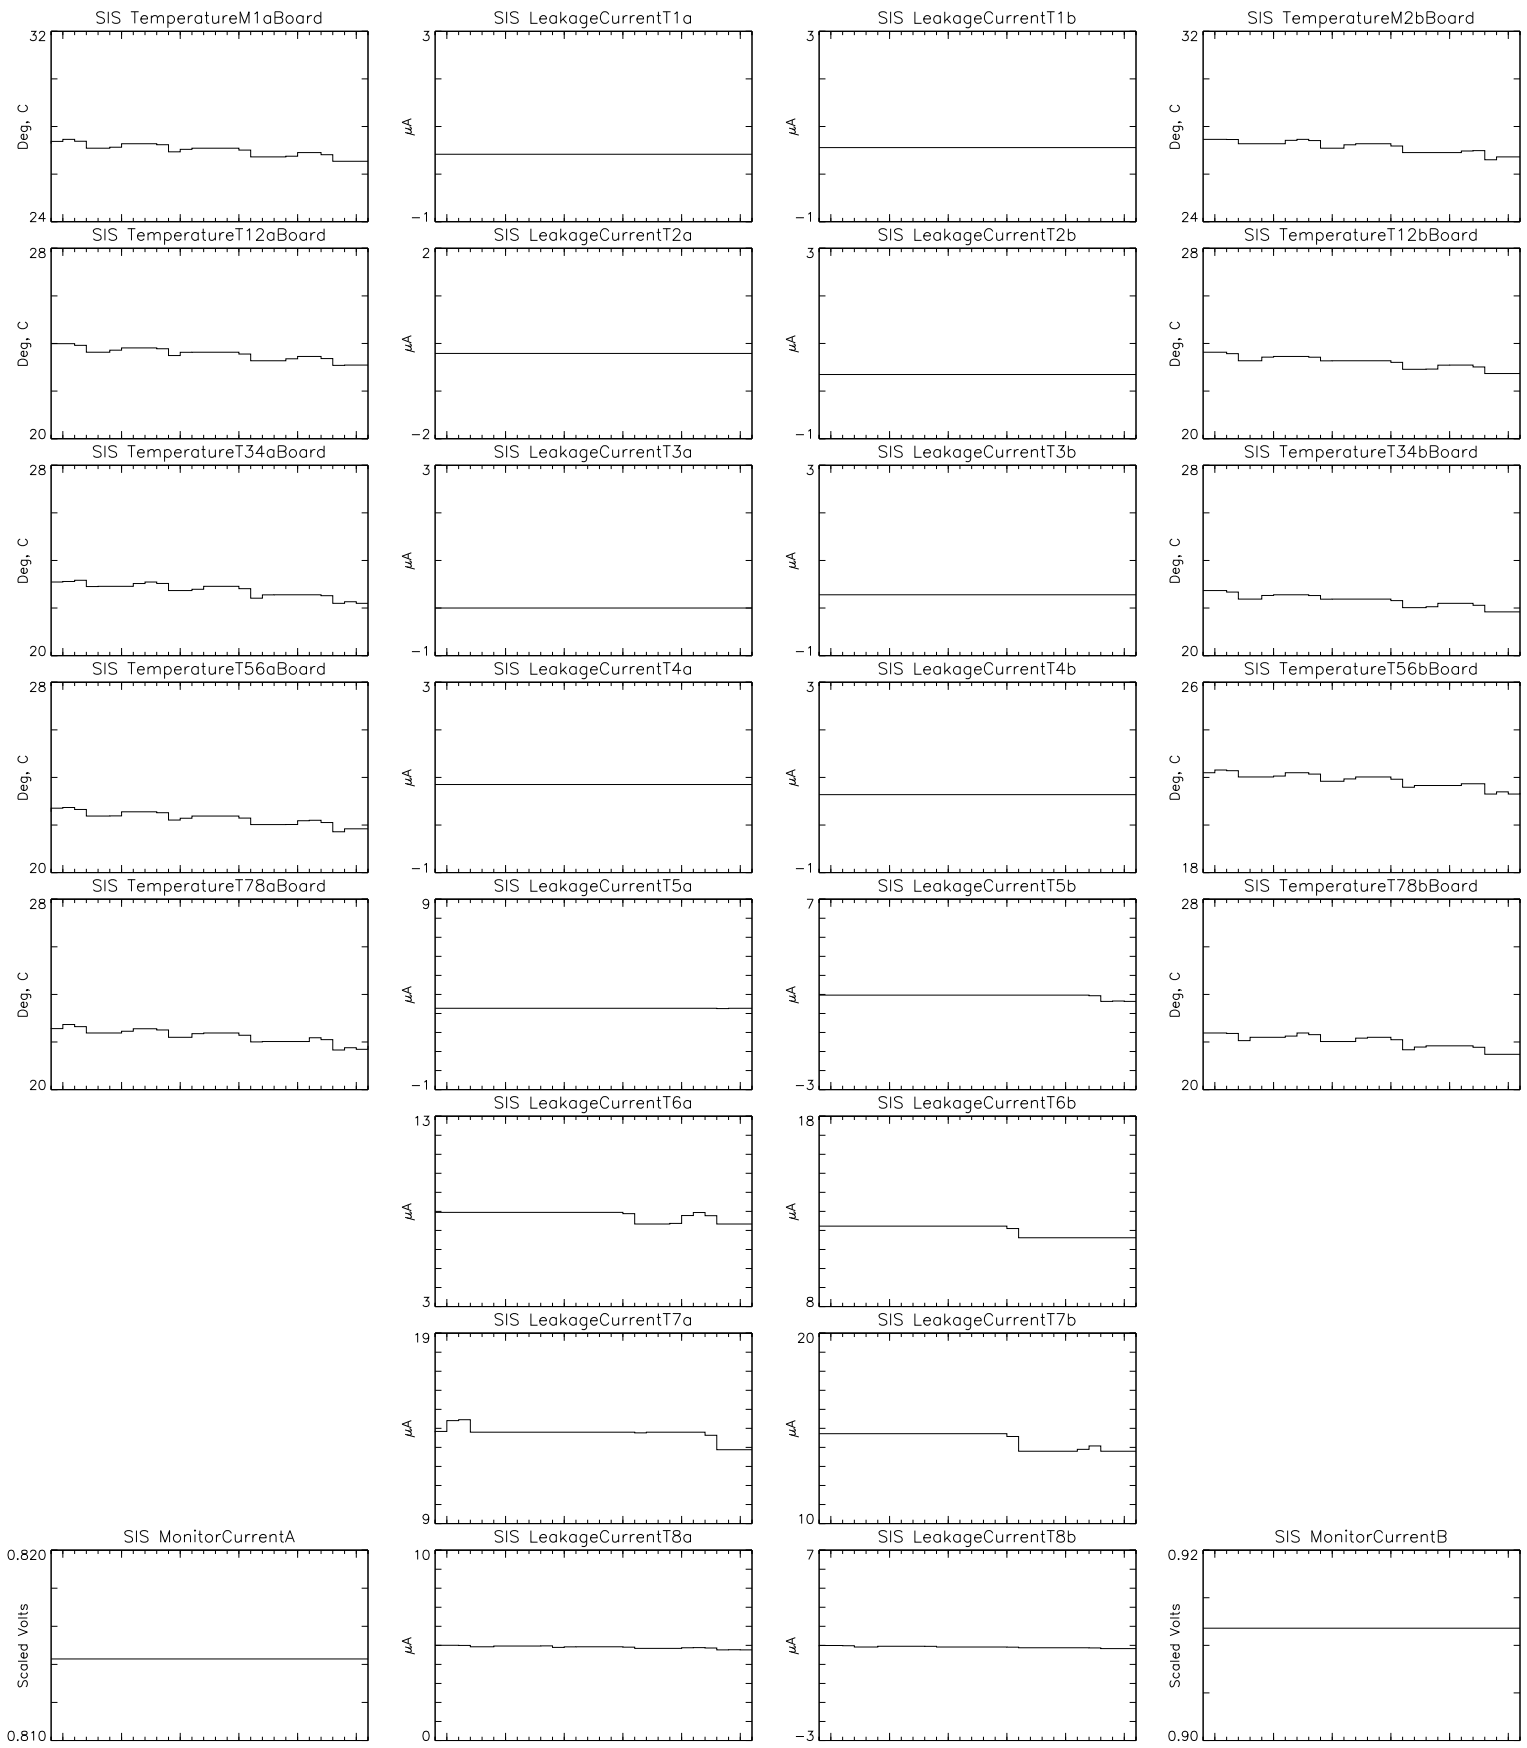 SIS TemperatureM1aBoard
32
Deg, C
24
SIS LeakageCurrentT1a
3
μA
−1
SIS LeakageCurrentT1b
3
μA
−1
SIS TemperatureM2bBoard
32
Deg, C
24
SIS TemperatureT12aBoard
28
Deg, C
20
SIS LeakageCurrentT2a
2
μA
−2
SIS LeakageCurrentT2b
3
μA
−1
SIS TemperatureT12bBoard
28
Deg, C
20
SIS TemperatureT34aBoard
28
Deg, C
20
SIS LeakageCurrentT3a
3
μA
−1
SIS LeakageCurrentT3b
3
μA
−1
SIS TemperatureT34bBoard
28
Deg, C
20
SIS TemperatureT56aBoard
28
Deg, C
20
SIS LeakageCurrentT4a
3
μA
−1
SIS LeakageCurrentT4b
3
μA
−1
SIS TemperatureT56bBoard
26
Deg, C
18
SIS TemperatureT78aBoard
28
Deg, C
20
SIS LeakageCurrentT5a
9
μA
−1
SIS LeakageCurrentT5b
7
μA
−3
SIS TemperatureT78bBoard
28
Deg, C
20
SIS LeakageCurrentT6a
13
μA
3
SIS LeakageCurrentT6b
18
μA
8
SIS LeakageCurrentT7a
19
μA
9
SIS LeakageCurrentT7b
20
μA
10
SIS MonitorCurrentA
0.820
Scaled Volts
0.810
SIS LeakageCurrentT8a
10
μA
0
SIS LeakageCurrentT8b
7
μA
−3
SIS MonitorCurrentB
0.92
Scaled Volts
0.90